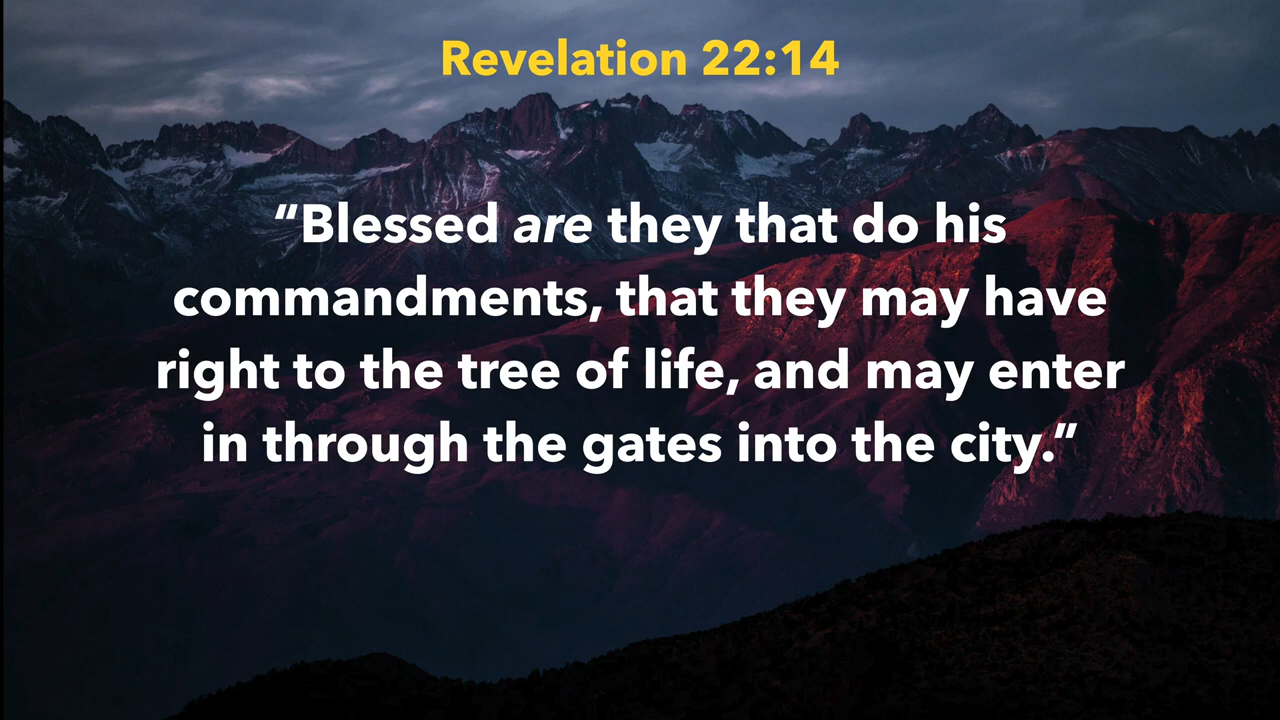 Revelation 22:14
“Blessed are they that do his
commandments, that they may have
right to the tree of life, and may enter
in through the gates into the city.”